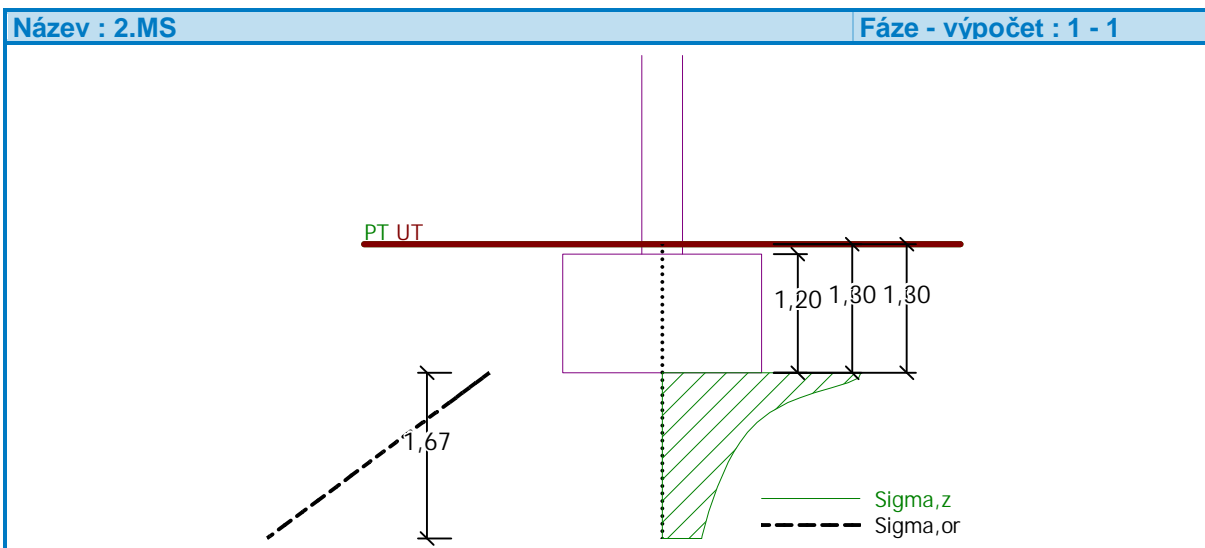 Název : 2.MS
Fáze - výpočet : 1 - 1
PT UT
1,20 1,30 1,30
1,67
Sigma,z
Sigma,or